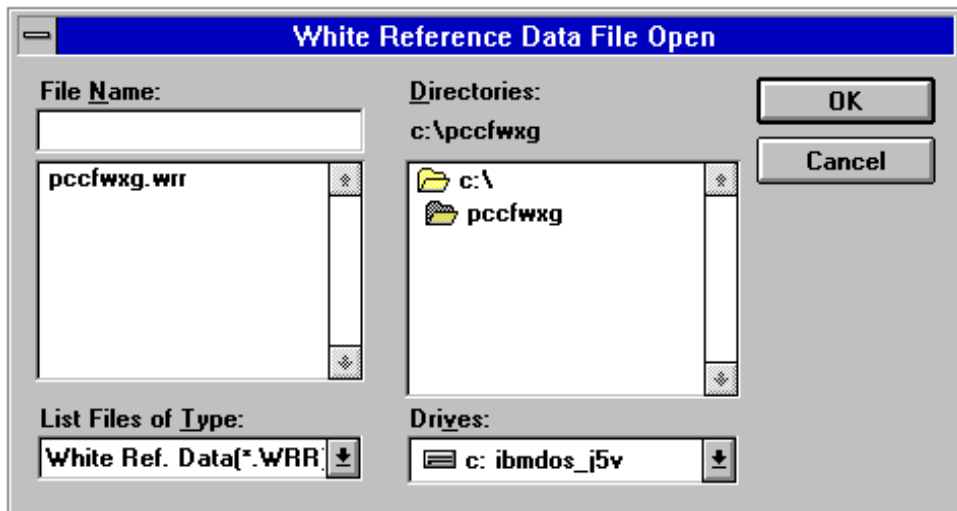 White Reference Data File Open
File Name:
Directories:
OK
c:\pccfwxg
Cancel
pccfwxg.wrr
c:\
pccfwxg
List Files of Type:
Drives:
White Ref. Data(*.WRR)
c: ibmdos_j5v